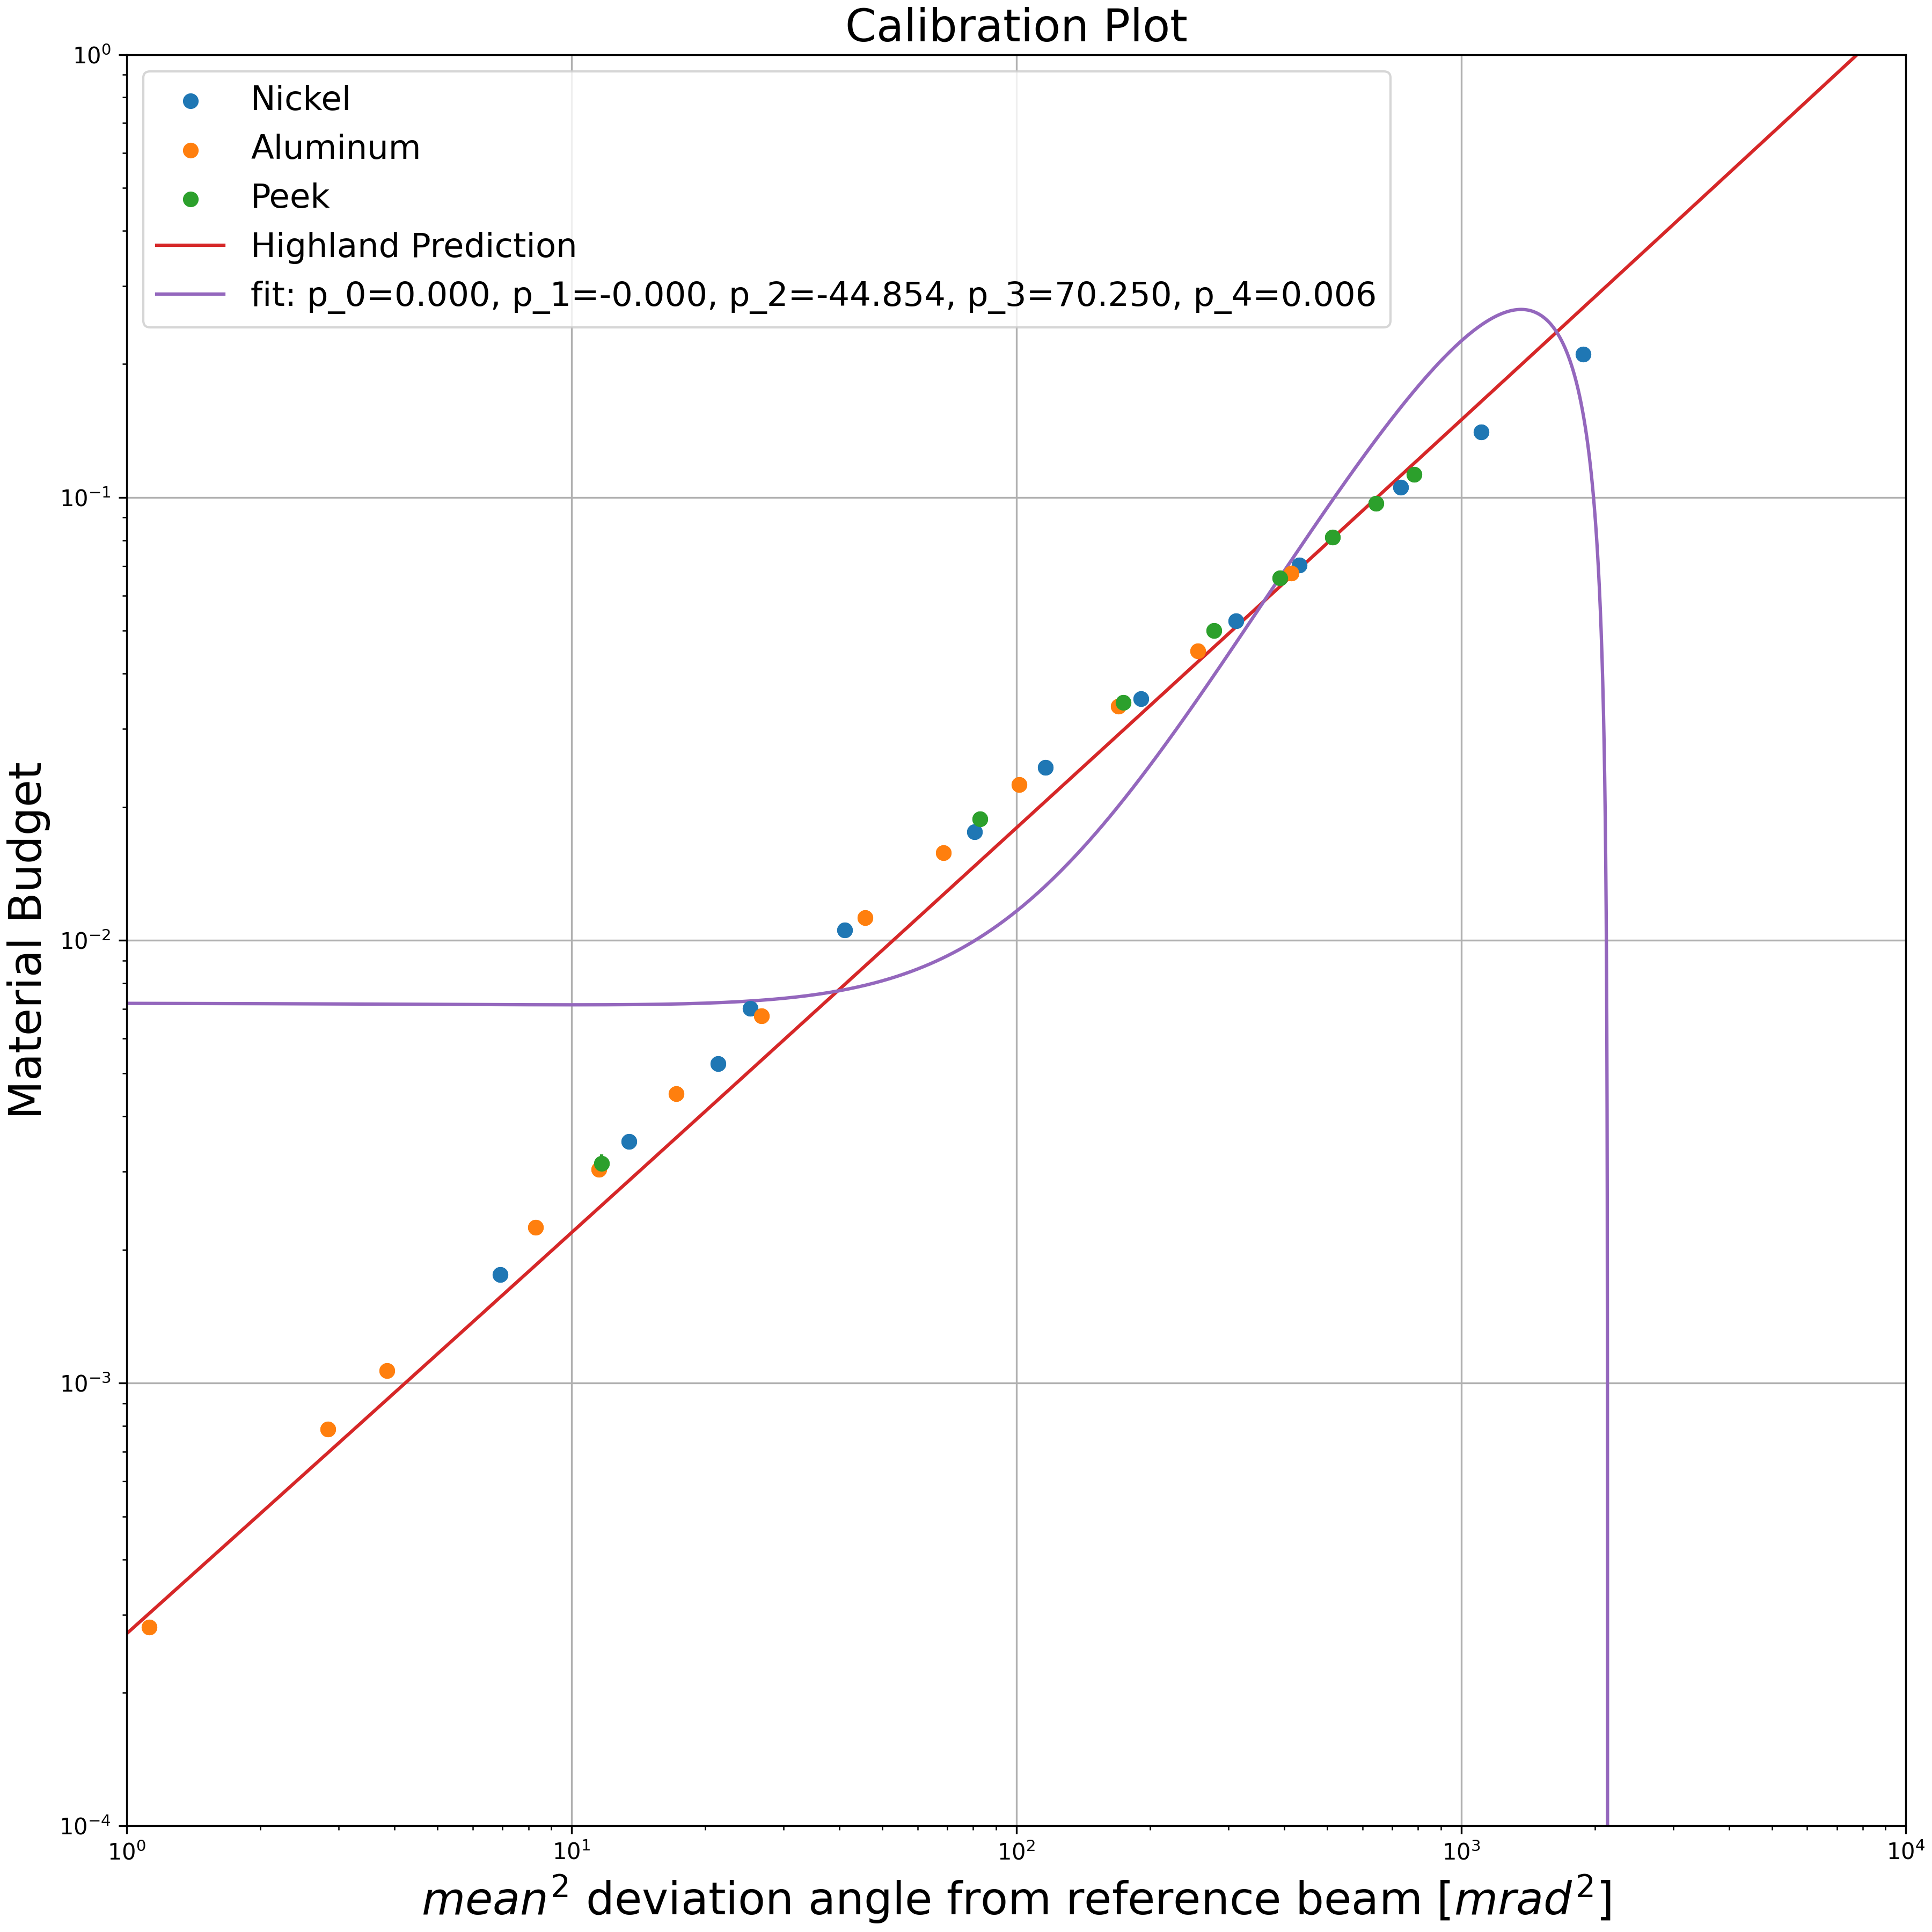 Calibration Plot
Nickel
Aluminum
Peek
Highland Prediction
fit: p_0=0.000, p_1=-0.000, p_2=-44.854, p_3=70.250, p_4=0.006
Material Budget
10⁰
10⁻¹
10⁻²
10⁻³
10⁻⁴
10⁰ 10¹ 10² 10³ 10⁴
mean² deviation angle from reference beam [mrad²]